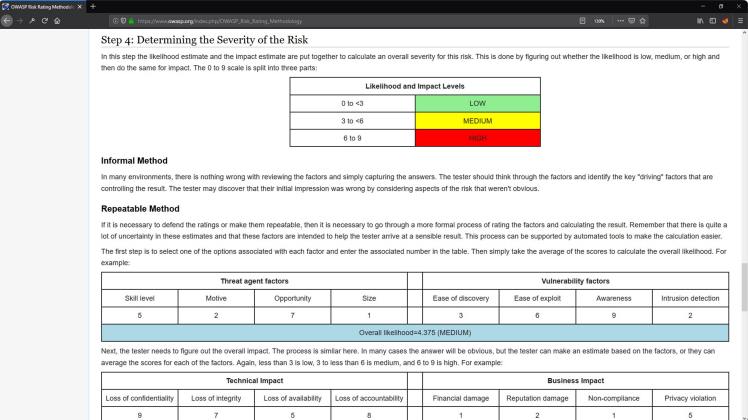 OWASP Risk Rating Methodolo
https://www.owasp.org/index.php/OWASP_Risk_Rating_Methodology
120%
Step 4: Determining the Severity of the Risk
In this step the likelihood estimate and the impact estimate are put together to calculate an overall severity for this risk. This is done by figuring out whether the likelihood is low, medium, or high and
then do the same for impact. The 0 to 9 scale is split into three parts:
Likelihood and Impact Levels
0 to <3 LOW
3 to <6 MEDIUM
6 to 9 HIGH
Informal Method
In many environments, there is nothing wrong with reviewing the factors and simply capturing the answers. The tester should think through the factors and identify the key "driving" factors that are
controlling the result. The tester may discover that their initial impression was wrong by considering aspects of the risk that weren't obvious.
Repeatable Method
If it is necessary to defend the ratings or make them repeatable, then it is necessary to go through a more formal process of rating the factors and calculating the result. Remember that there is quite a
lot of uncertainty in these estimates and that these factors are intended to help the tester arrive at a sensible result. This process can be supported by automated tools to make the calculation easier.
The first step is to select one of the options associated with each factor and enter the associated number in the table. Then simply take the average of the scores to calculate the overall likelihood. For
example:
Threat agent factors Vulnerability factors
Skill level Motive Opportunity Size Ease of discovery Ease of exploit Awareness Intrusion detection
5 2 7 1 3 6 9 2
Overall likelihood=4.375 (MEDIUM)
Next, the tester needs to figure out the overall impact. The process is similar here. In many cases the answer will be obvious, but the tester can make an estimate based on the factors, or they can
average the scores for each of the factors. Again, less than 3 is low, 3 to less than 6 is medium, and 6 to 9 is high. For example:
Technical Impact Business Impact
Loss of confidentiality Loss of integrity Loss of availability Loss of accountability Financial damage Reputation damage Non-compliance Privacy violation
9 7 5 8 1 2 1 5